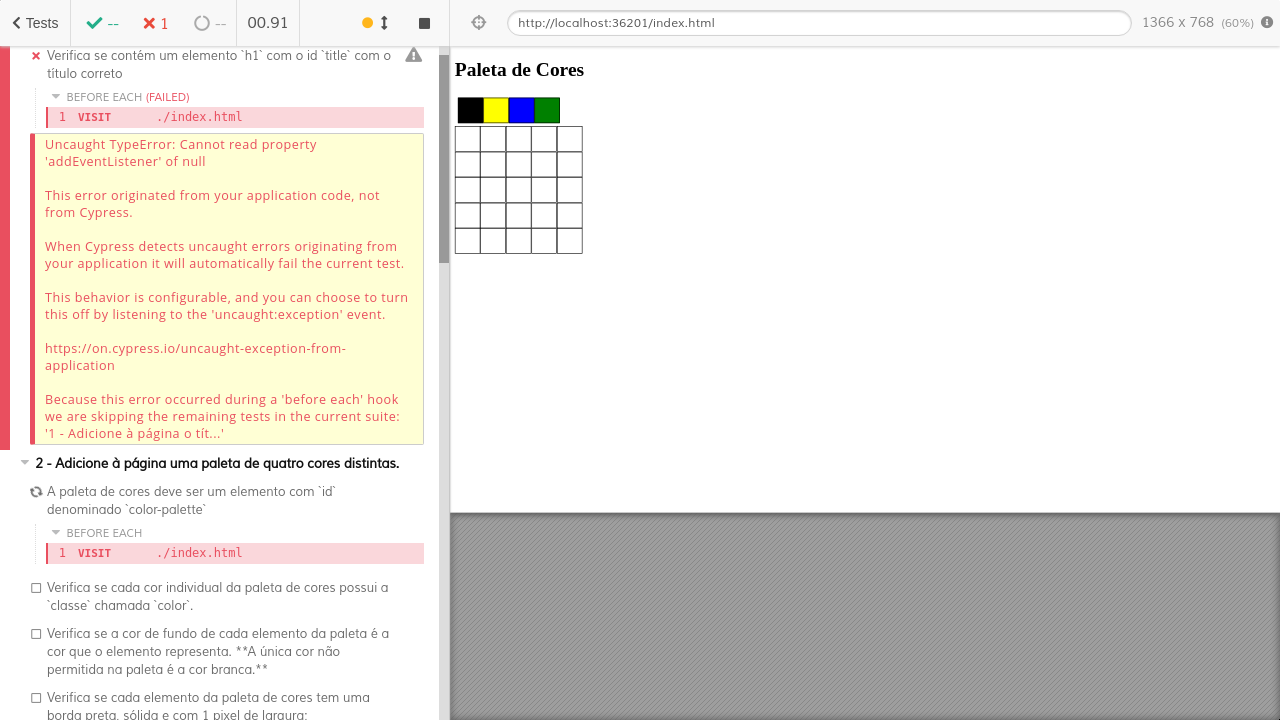 Tests
--
1
--
00.91
http://localhost:36201/index.html
1366 x 768 (60%)
Verifica se contém um elemento `h1` com o id `title` com o
título correto
BEFORE EACH (FAILED)
1 VISIT ./index.html
Uncaught TypeError: Cannot read property
'addEventListener' of null
This error originated from your application code, not
from Cypress.
When Cypress detects uncaught errors originating from
your application it will automatically fail the current test.
This behavior is configurable, and you can choose to turn
this off by listening to the 'uncaught:exception' event.
https://on.cypress.io/uncaught-exception-from-
application
Because this error occurred during a 'before each' hook
we are skipping the remaining tests in the current suite:
'1 - Adicione à página o tít...'
2 - Adicione à página uma paleta de quatro cores distintas.
A paleta de cores deve ser um elemento com `id`
denominado `color-palette`
BEFORE EACH
1 VISIT ./index.html
Verifica se cada cor individual da paleta de cores possui a
`classe` chamada `color`.
Verifica se a cor de fundo de cada elemento da paleta é a
cor que o elemento representa. **A única cor não
permitida na paleta é a cor branca.**
Verifica se cada elemento da paleta de cores tem uma
borda preta, sólida e com 1 pixel de largura;
Paleta de Cores